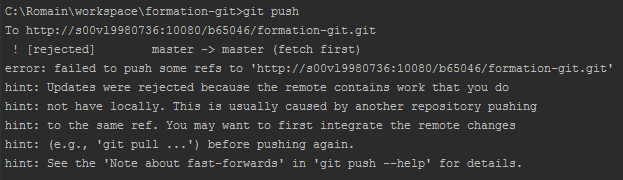 C:\Romain\workspace\formation-git>git push
To http://s00vl9980736:10080/b65046/formation-git.git
 ! [rejected]        master -> master (fetch first)
error: failed to push some refs to 'http://s00vl9980736:10080/b65046/formation-git.git'
hint: Updates were rejected because the remote contains work that you do
hint: not have locally. This is usually caused by another repository pushing
hint: to the same ref. You may want to first integrate the remote changes
hint: (e.g., 'git pull ...') before pushing again.
hint: See the 'Note about fast-forwards' in 'git push --help' for details.